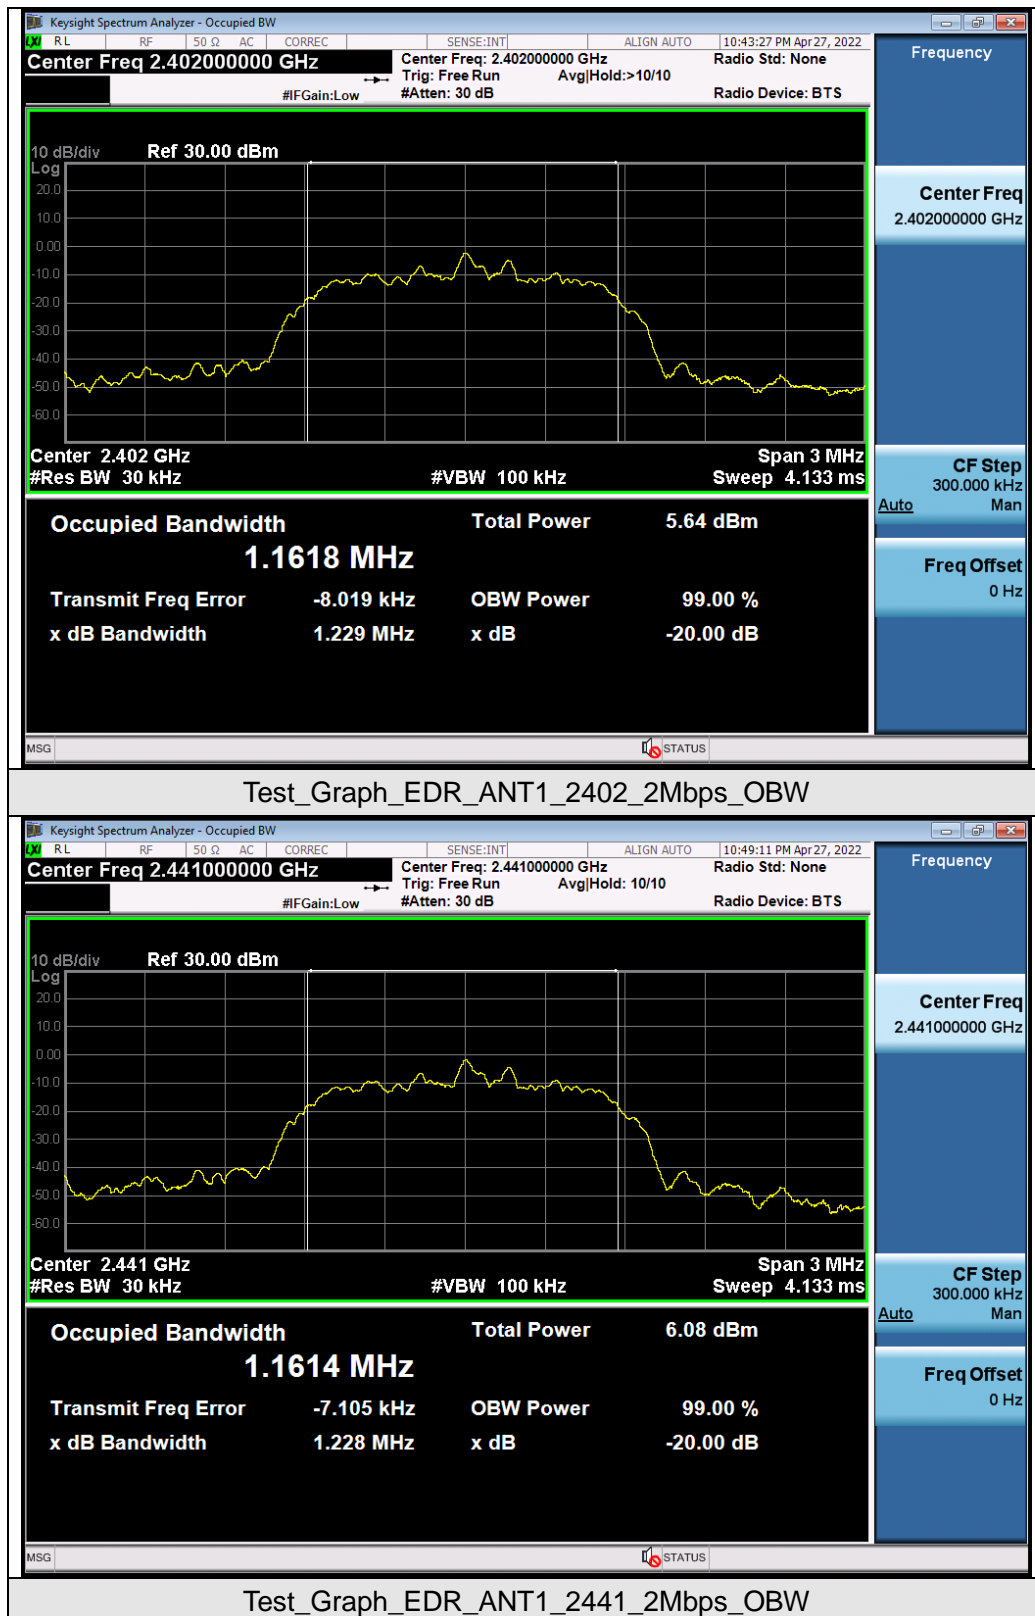 Keysight Spectrum Analyzer - Occupied BW
LXI RL RF 50 Ω AC CORREC SENSE:INT ALIGN AUTO 10:43:27 PM Apr 27, 2022
Center Freq 2.402000000 GHz
Center Freq: 2.402000000 GHz Radio Std: None
Trig: Free Run Avg|Hold:>10/10
#IFGain:Low #Atten: 30 dB Radio Device: BTS
Frequency
10 dB/div Ref 30.00 dBm
Log
20.0
10.0
0.00
-10.0
-20.0
-30.0
-40.0
-50.0
-60.0
Center 2.402 GHz Span 3 MHz
#Res BW 30 kHz #VBW 100 kHz Sweep 4.133 ms
Center Freq
2.402000000 GHz
CF Step
300.000 kHz
Auto Man
Freq Offset
0 Hz
Occupied Bandwidth Total Power 5.64 dBm
1.1618 MHz
Transmit Freq Error -8.019 kHz OBW Power 99.00 %
x dB Bandwidth 1.229 MHz x dB -20.00 dB
MSG STATUS
Test_Graph_EDR_ANT1_2402_2Mbps_OBW
Keysight Spectrum Analyzer - Occupied BW
LXI RL RF 50 Ω AC CORREC SENSE:INT ALIGN AUTO 10:49:11 PM Apr 27, 2022
Center Freq 2.441000000 GHz
Center Freq: 2.441000000 GHz Radio Std: None
Trig: Free Run Avg|Hold: 10/10
#IFGain:Low #Atten: 30 dB Radio Device: BTS
Frequency
10 dB/div Ref 30.00 dBm
Log
20.0
10.0
0.00
-10.0
-20.0
-30.0
-40.0
-50.0
-60.0
Center 2.441 GHz Span 3 MHz
#Res BW 30 kHz #VBW 100 kHz Sweep 4.133 ms
Center Freq
2.441000000 GHz
CF Step
300.000 kHz
Auto Man
Freq Offset
0 Hz
Occupied Bandwidth Total Power 6.08 dBm
1.1614 MHz
Transmit Freq Error -7.105 kHz OBW Power 99.00 %
x dB Bandwidth 1.228 MHz x dB -20.00 dB
MSG STATUS
Test_Graph_EDR_ANT1_2441_2Mbps_OBW